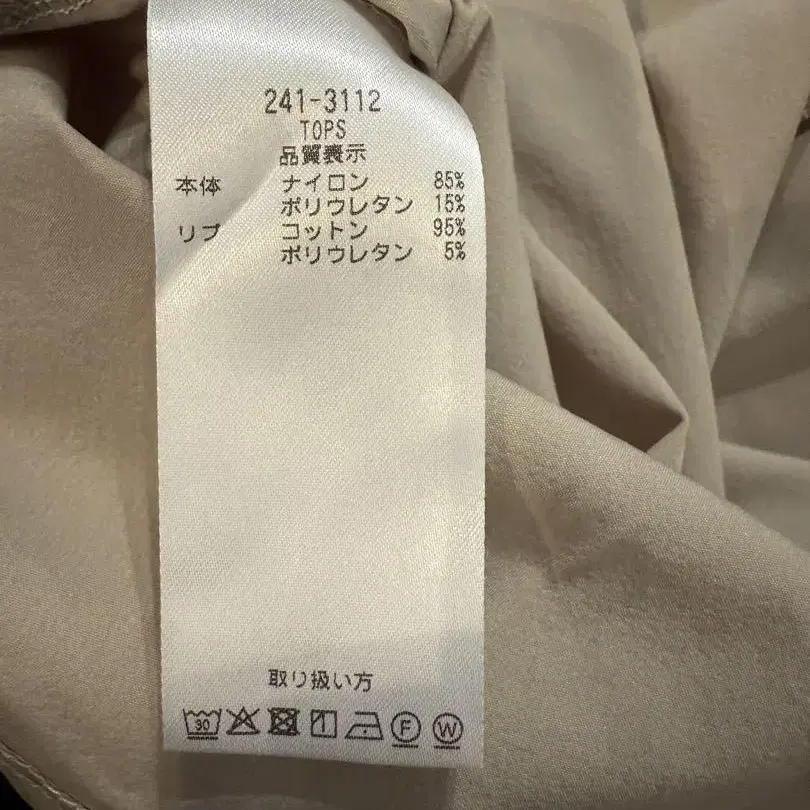 241-3112
TOPS
品質表示
本体 ナイロン 85%
ポリウレタン 15%
リブ コットン 95%
ポリウレタン 5%
取り扱い方
30 F W